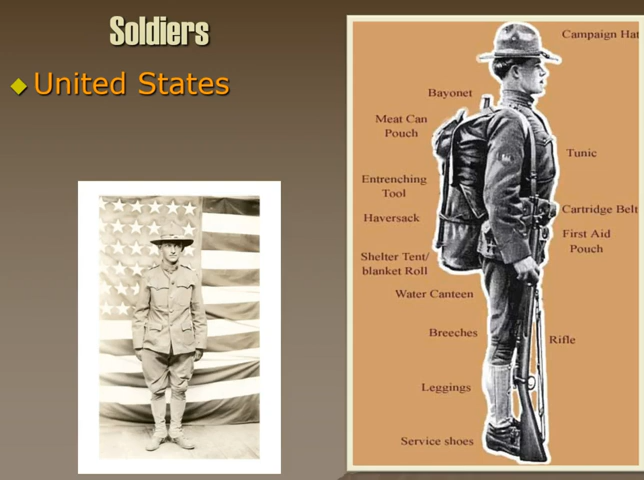 Soldiers
United States
Campaign Hat
Bayonet
Meat Can
Pouch
Tunic
Entrenching
Tool
Cartridge Belt
Haversack
First Aid
Pouch
Shelter Tent/
blanket Roll
Water Canteen
Breeches
Rifle
Leggings
Service shoes